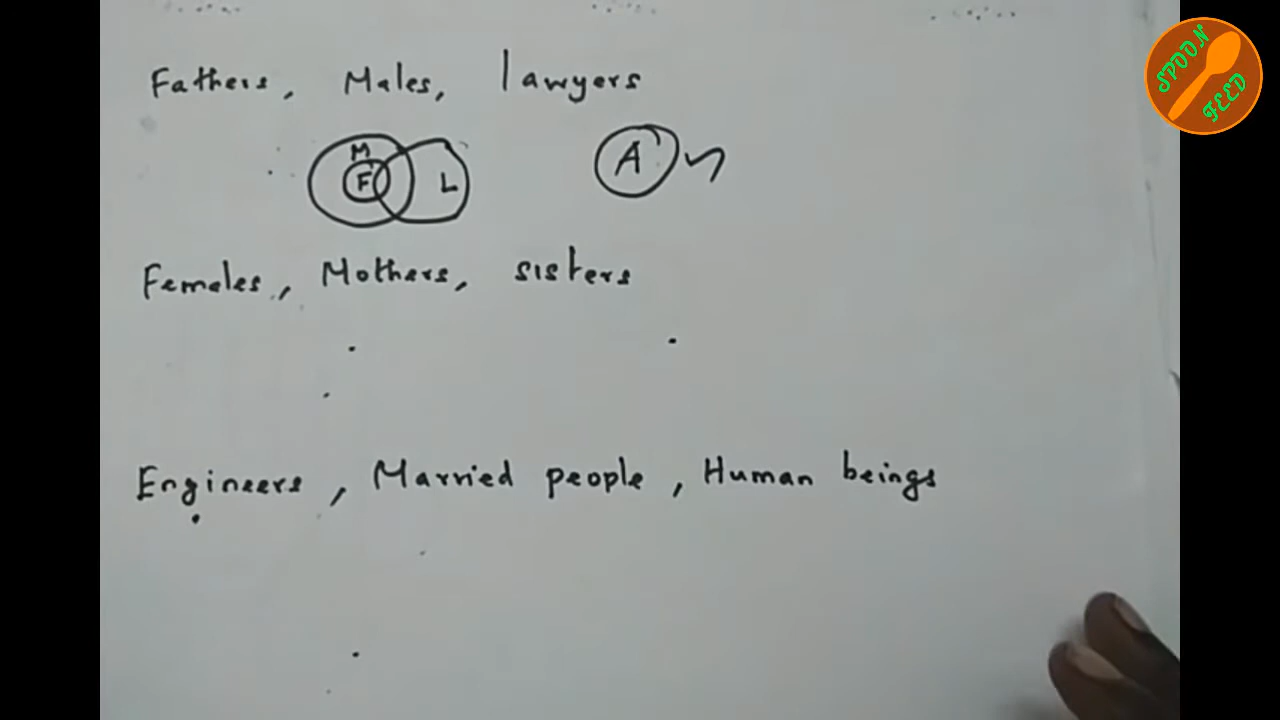 Fathers, Males, lawyers
M
F L A
Females, Mothers, sisters
Engineers, Married people, Human beings
SPOON
FEED